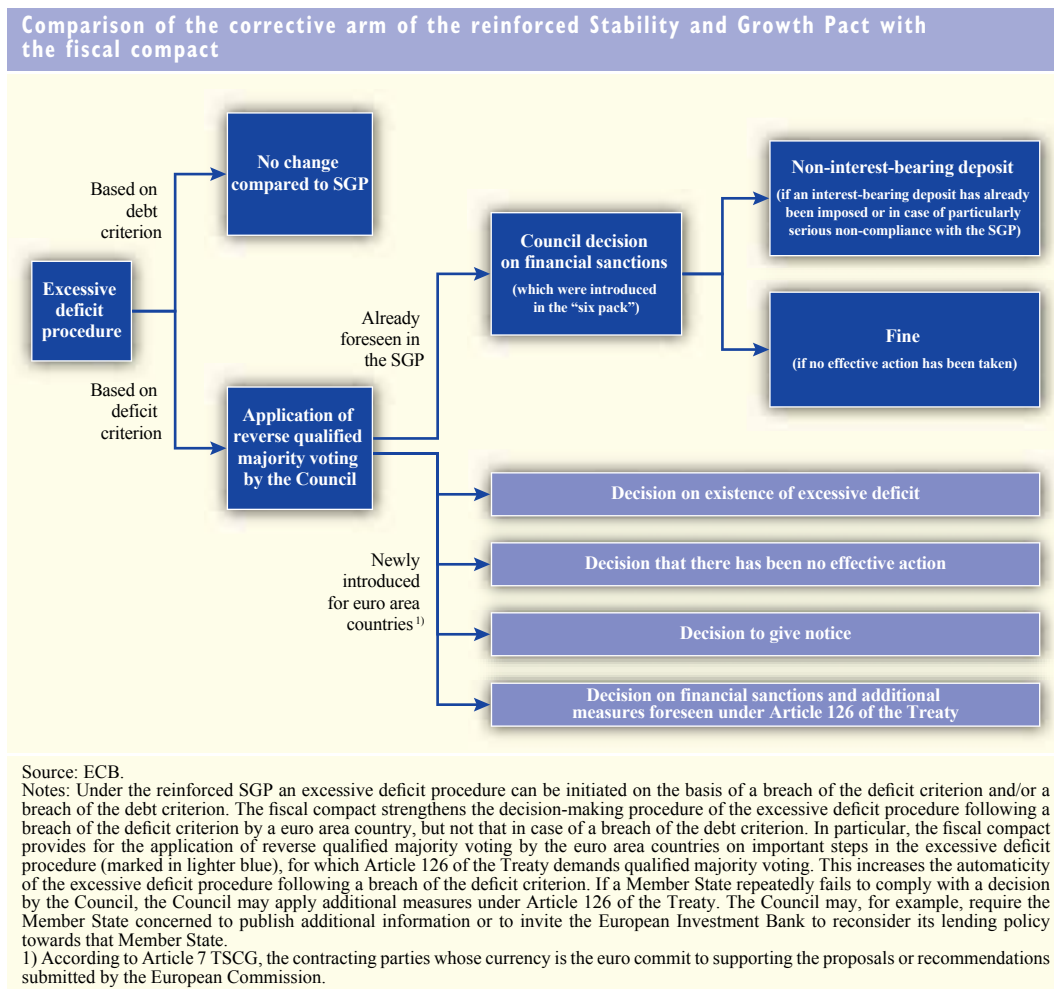 Comparison of the corrective arm of the reinforced Stability and Growth Pact with
the fiscal compact
Based on
debt
criterion
No change
compared to SGP
Excessive
deficit
procedure
Based on
deficit
criterion
Application of
reverse qualified
majority voting
by the Council
Already
foreseen in
the SGP
Council decision
on financial sanctions
(which were introduced
in the “six pack”)
Non-interest-bearing deposit
(if an interest-bearing deposit has already
been imposed or in case of particularly
serious non-compliance with the SGP)
Fine
(if no effective action has been taken)
Newly
introduced
for euro area
countries 1)
Decision on existence of excessive deficit
Decision that there has been no effective action
Decision to give notice
Decision on financial sanctions and additional
measures foreseen under Article 126 of the Treaty
Source: ECB.
Notes: Under the reinforced SGP an excessive deficit procedure can be initiated on the basis of a breach of the deficit criterion and/or a
breach of the debt criterion. The fiscal compact strengthens the decision-making procedure of the excessive deficit procedure following a
breach of the deficit criterion by a euro area country, but not that in case of a breach of the debt criterion. In particular, the fiscal compact
provides for the application of reverse qualified majority voting by the euro area countries on important steps in the excessive deficit
procedure (marked in lighter blue), for which Article 126 of the Treaty demands qualified majority voting. This increases the automaticity
of the excessive deficit procedure following a breach of the deficit criterion. If a Member State repeatedly fails to comply with a decision
by the Council, the Council may apply additional measures under Article 126 of the Treaty. The Council may, for example, require the
Member State concerned to publish additional information or to invite the European Investment Bank to reconsider its lending policy
towards that Member State.
1) According to Article 7 TSCG, the contracting parties whose currency is the euro commit to supporting the proposals or recommendations
submitted by the European Commission.